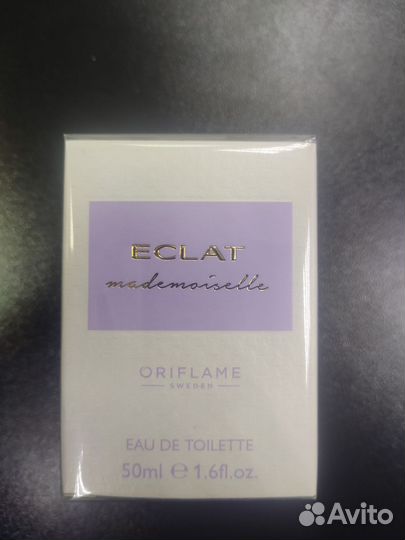 ECLAT
mademoiselle
ORIFLAME
SWEDEN
EAU DE TOILETTE
50ml ℮ 1.6fl.oz.
Avito